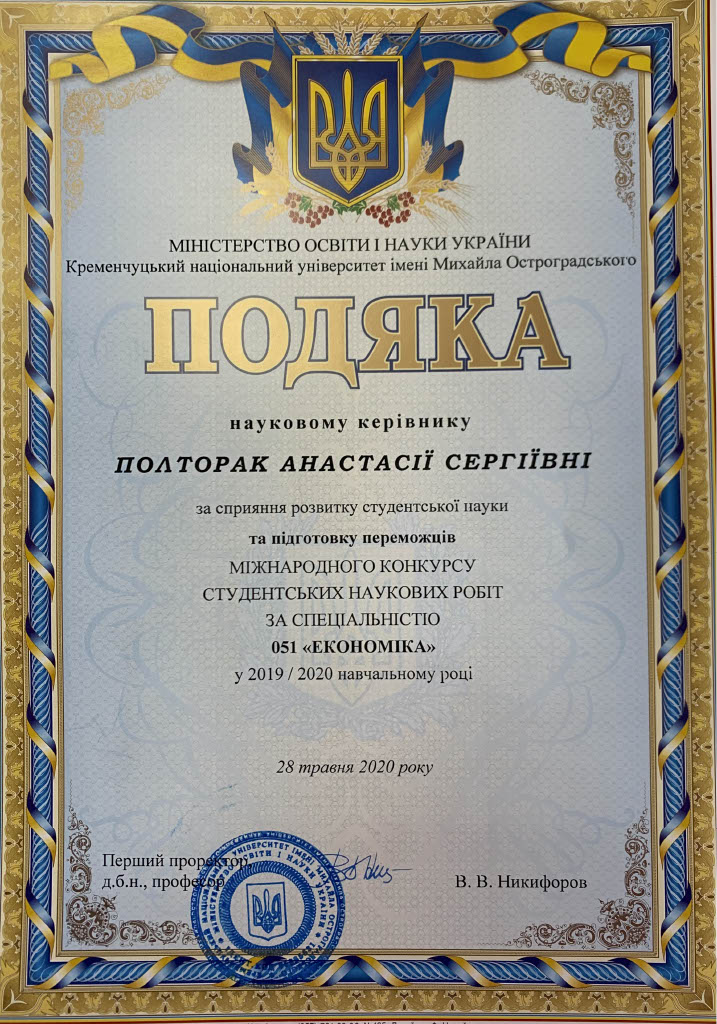 МІНІСТЕРСТВО ОСВІТИ І НАУКИ УКРАЇНИ
Кременчуцький національний університет імені Михайла Остроградського
ПОДЯКА
науковому керівнику
ПОЛТОРАК АНАСТАСІЇ СЕРГІЇВНІ
за сприяння розвитку студентської науки
та підготовку переможців
МІЖНАРОДНОГО КОНКУРСУ
СТУДЕНТСЬКИХ НАУКОВИХ РОБІТ
ЗА СПЕЦІАЛЬНІСТЮ
051 «ЕКОНОМІКА»
у 2019 / 2020 навчальному році
28 травня 2020 року
Перший проректор,
д.б.н., професор
В. В. Никифоров